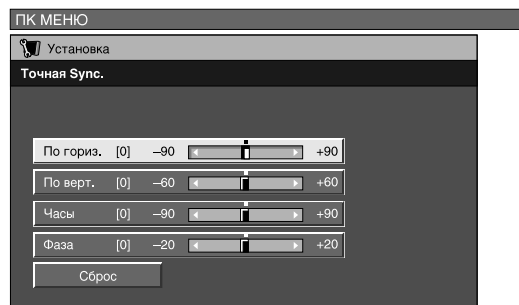 ПК МЕНЮ
Установка
Точная Sync.
По гориз. [0] –90 +90
По верт. [0] –60 +60
Часы [0] –90 +90
Фаза [0] –20 +20
Сброс